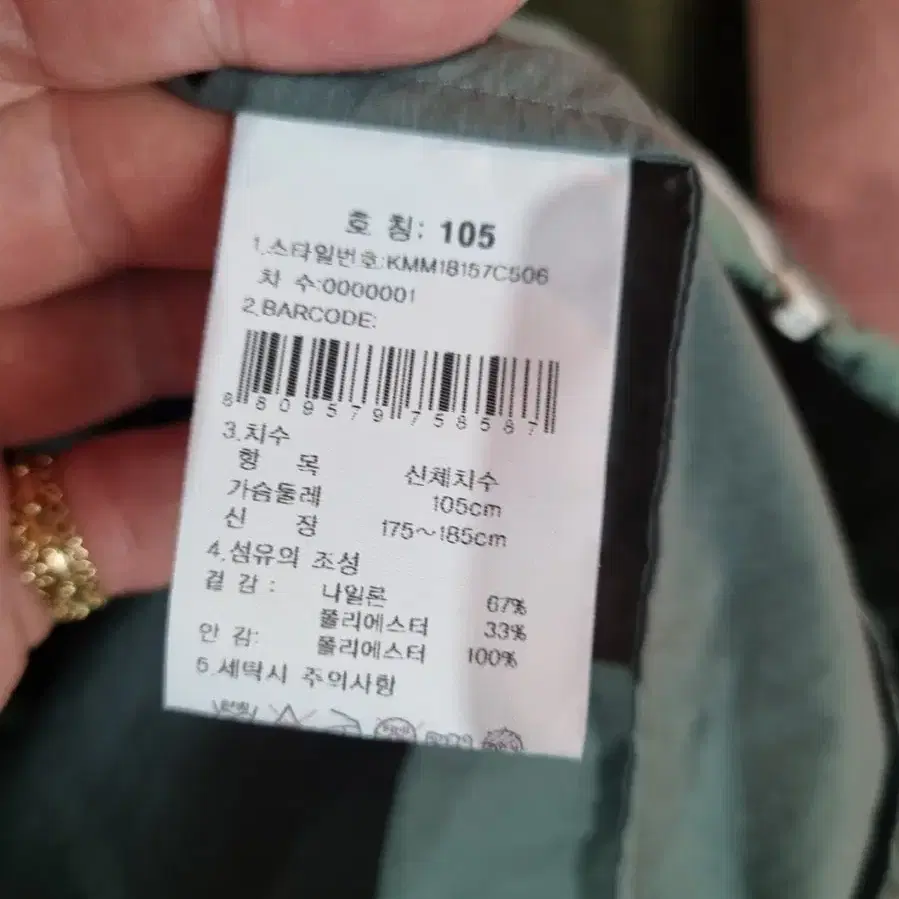 호 칭: 105
1.스타일번호:KMM18157C506
차 수:0000001
2.BARCODE:
8809579758587
3.치수
항 목 신체치수
가슴둘레 105cm
신 장 175~185cm
4.섬유의 조성
겉 감 : 나일론 67%
폴리에스터 33%
안 감: 폴리에스터 100%
5.세탁시 주의사항